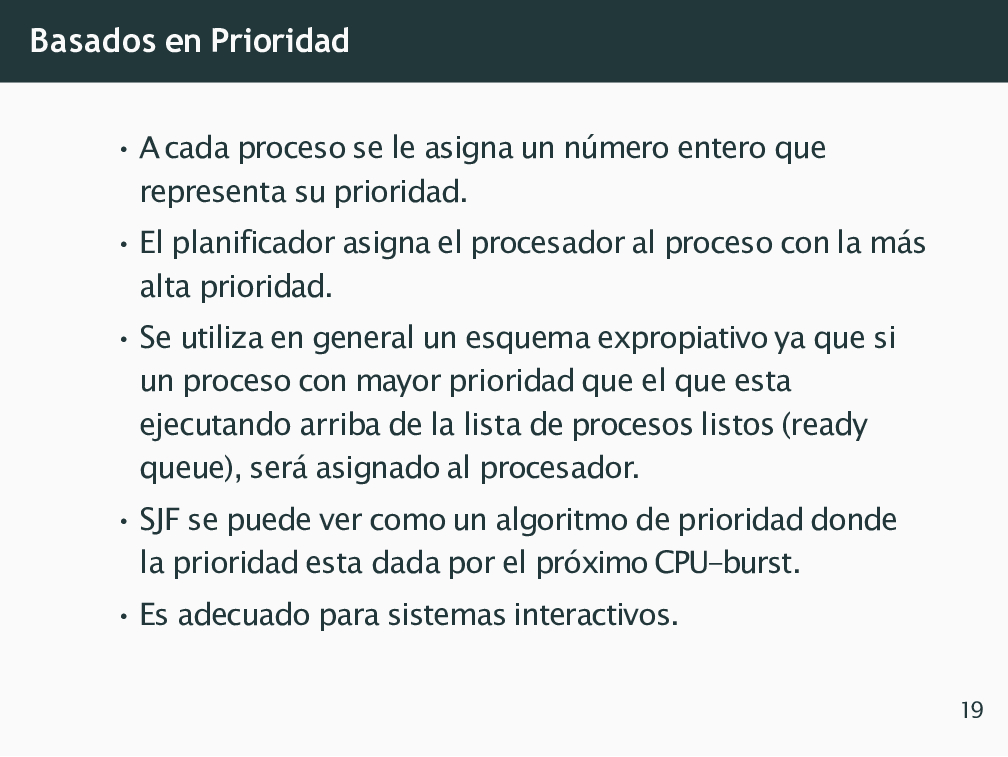 Basados en Prioridad
• A cada proceso se le asigna un número entero que
representa su prioridad.
• El planificador asigna el procesador al proceso con la más
alta prioridad.
• Se utiliza en general un esquema expropiativo ya que si
un proceso con mayor prioridad que el que esta
ejecutando arriba de la lista de procesos listos (ready
queue), será asignado al procesador.
• SJF se puede ver como un algoritmo de prioridad donde
la prioridad esta dada por el próximo CPU-burst.
• Es adecuado para sistemas interactivos.
19